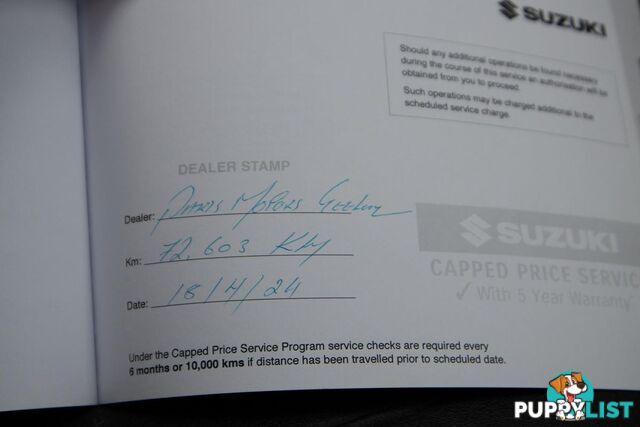 SUZUKI
Should any additional operations be found necessary
during the course of this service an authorisation will be
obtained from you to proceed.
Such operations may be charged additional to the
scheduled service charge.
DEALER STAMP
Dealer: Motors Geelong
Km: 72,603 KM
Date: 18/4/24
SUZUKI
CAPPED PRICE SERVIC
✓ With 5 Year Warranty
Under the Capped Price Service Program service checks are required every
6 months or 10,000 kms if distance has been travelled prior to scheduled date.
PUPPYLIST